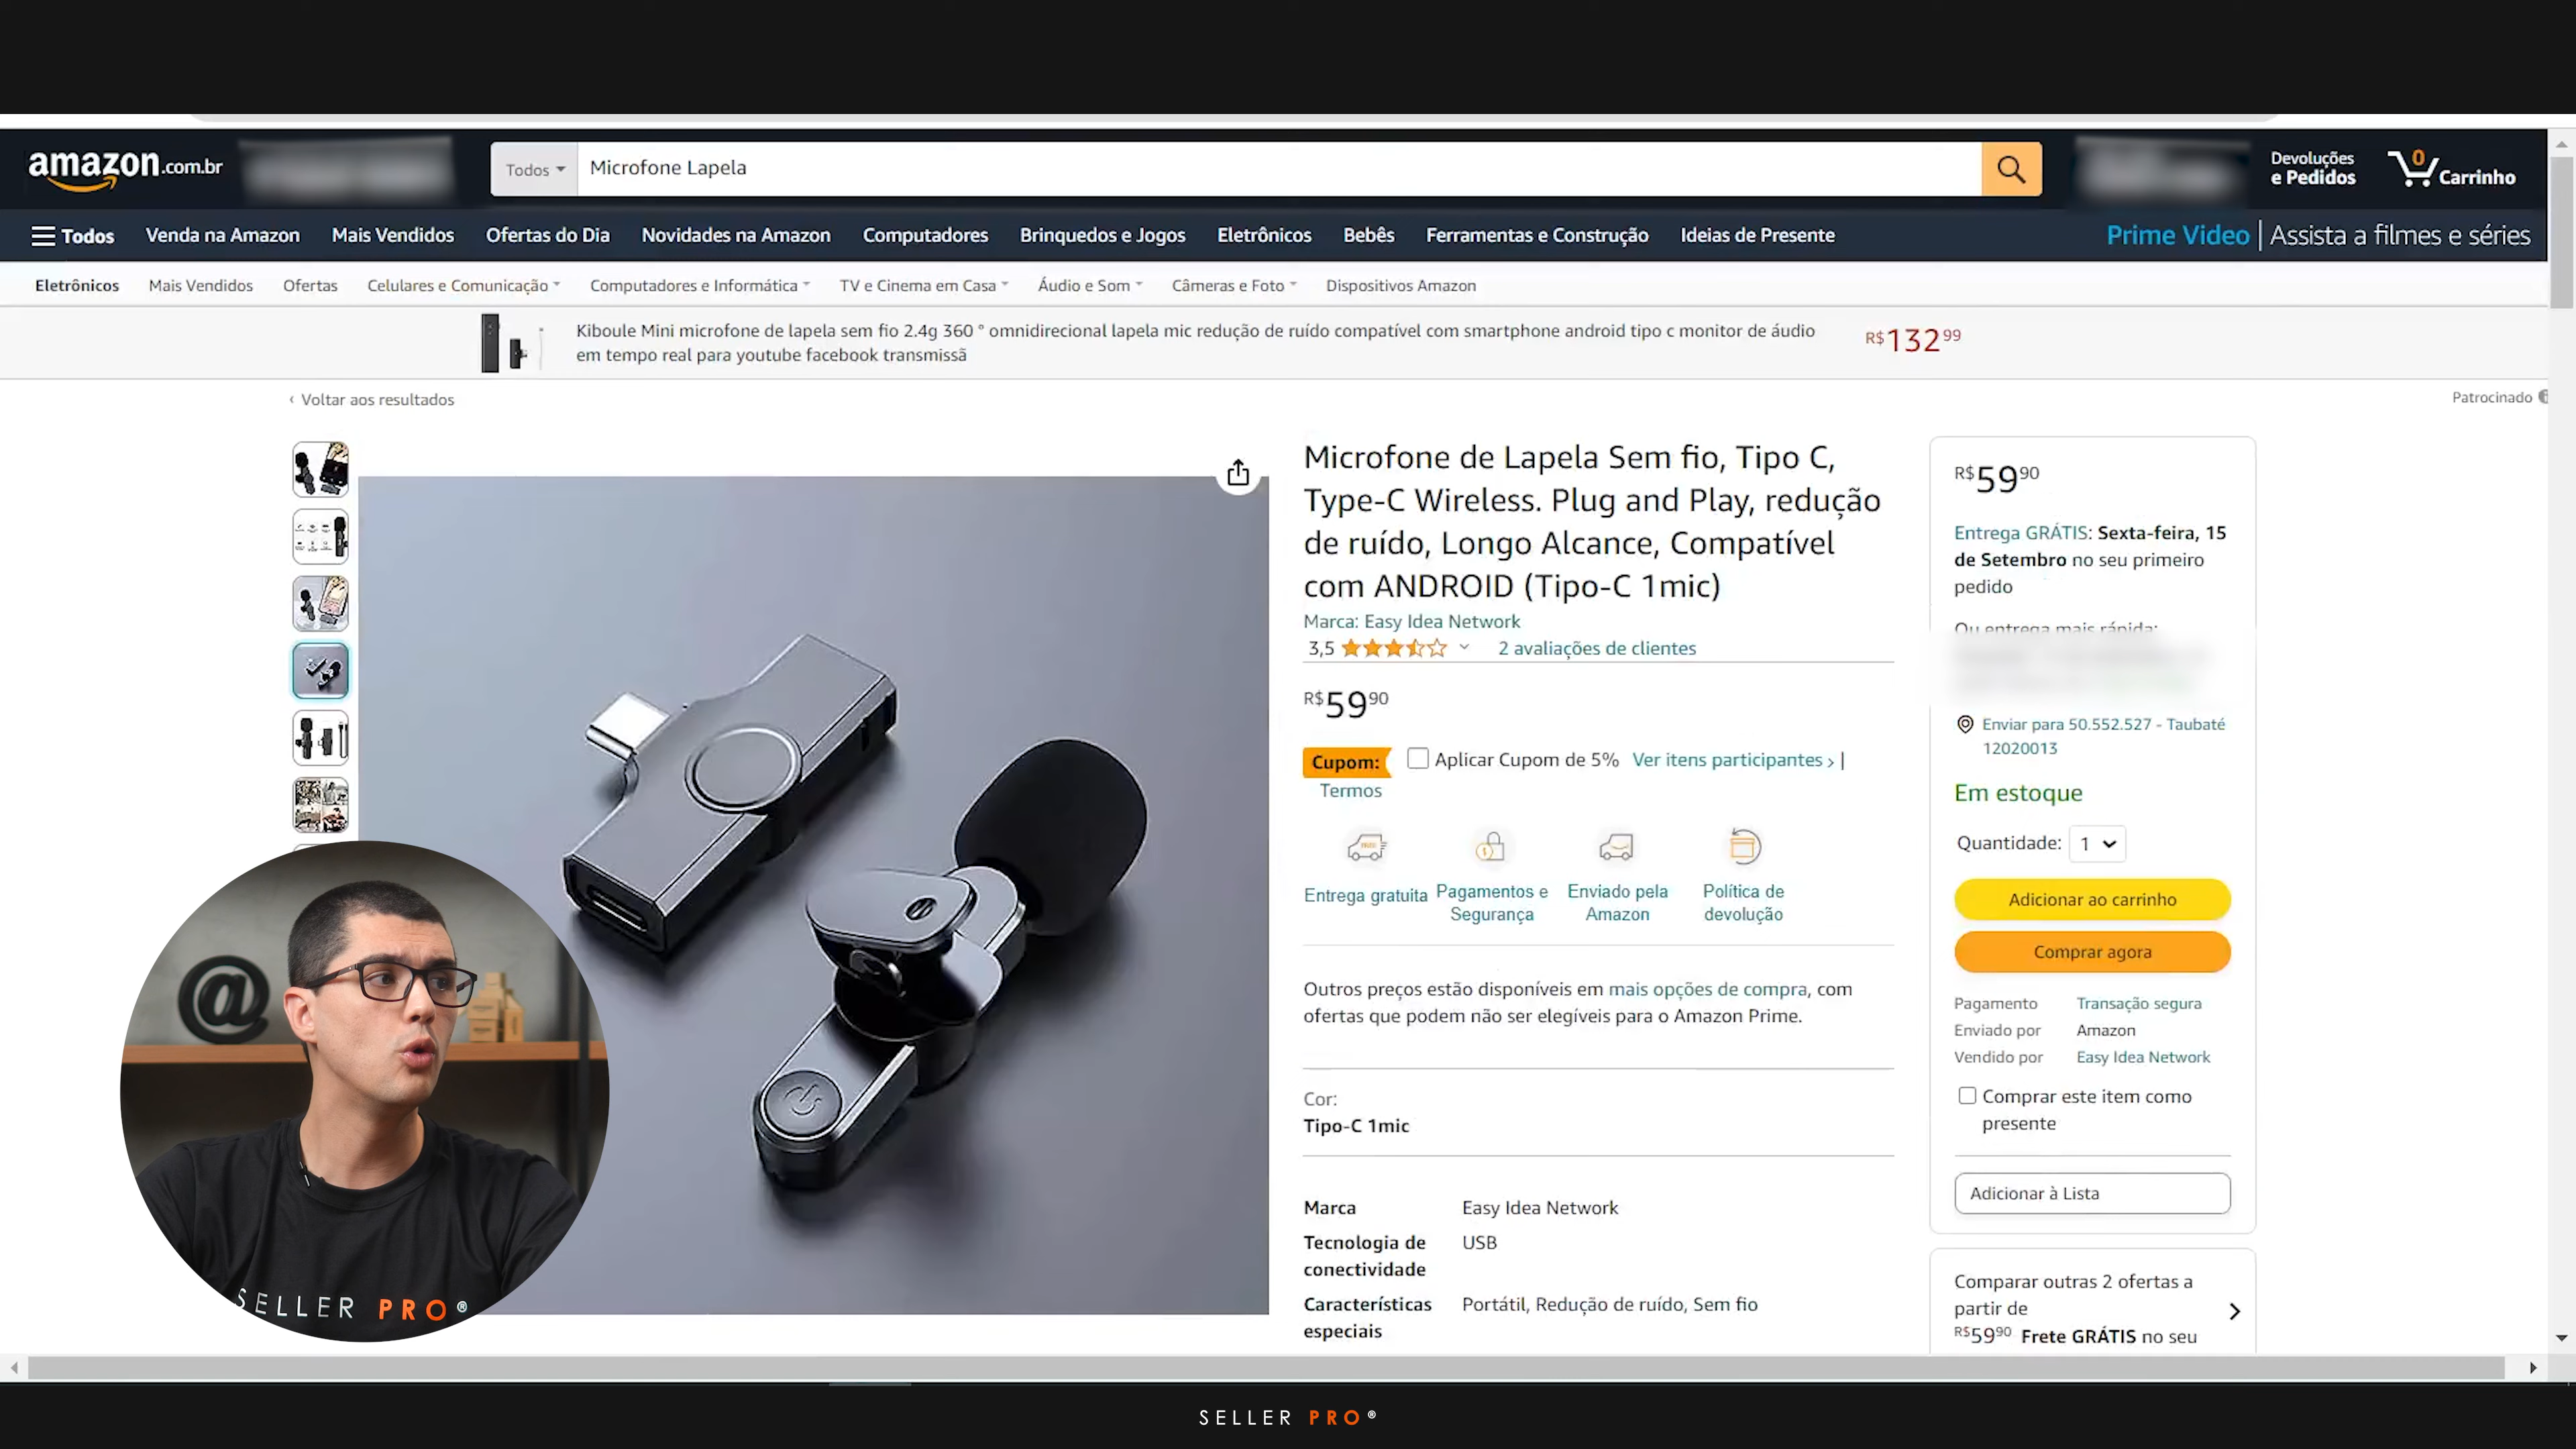 amazon.com.br
Todos
Microfone Lapela
Devoluções
e Pedidos
0
Carrinho
Todos
Venda na Amazon
Mais Vendidos
Ofertas do Dia
Novidades na Amazon
Computadores
Brinquedos e Jogos
Eletrônicos
Bebês
Ferramentas e Construção
Ideias de Presente
Prime Video | Assista a filmes e séries
Eletrônicos
Mais Vendidos
Ofertas
Celulares e Comunicação
Computadores e Informática
TV e Cinema em Casa
Áudio e Som
Câmeras e Foto
Dispositivos Amazon
Kiboule Mini microfone de lapela sem fio 2.4g 360 ° omnidirecional lapela mic redução de ruído compatível com smartphone android tipo c monitor de áudio
em tempo real para youtube facebook transmissã
R$13299
‹ Voltar aos resultados
Patrocinado
Microfone de Lapela Sem fio, Tipo C,
Type-C Wireless. Plug and Play, redução
de ruído, Longo Alcance, Compatível
com ANDROID (Tipo-C 1mic)
Marca: Easy Idea Network
3,5
2 avaliações de clientes
R$5990
Cupom:
Aplicar Cupom de 5%
Ver itens participantes › |
Termos
Entrega gratuita
Pagamentos e
Segurança
Enviado pela
Amazon
Política de
devolução
Outros preços estão disponíveis em mais opções de compra, com
ofertas que podem não ser elegíveis para o Amazon Prime.
Cor:
Tipo-C 1mic
Marca
Easy Idea Network
Tecnologia de
conectividade
USB
Características
especiais
Portátil, Redução de ruído, Sem fio
R$5990
Entrega GRÁTIS: Sexta-feira, 15
de Setembro no seu primeiro
pedido
Ou entrega mais rápida:
Enviar para 50.552.527 - Taubaté
12020013
Em estoque
Quantidade: 1
Adicionar ao carrinho
Comprar agora
Pagamento
Transação segura
Enviado por
Amazon
Vendido por
Easy Idea Network
Comprar este item como
presente
Adicionar à Lista
Comparar outras 2 ofertas a
partir de
R$5990 Frete GRÁTIS no seu
@
SELLER PRO®
SELLER PRO®